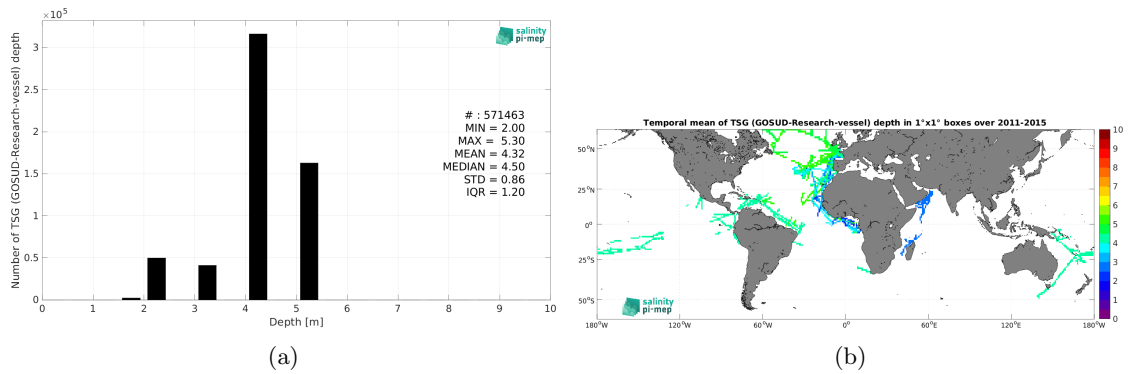 ×10⁵
3
2.5
2
1.5
1
0.5
0
Number of TSG (GOSUD-Research-vessel) depth
salinity
pi-mep
# : 571463
MIN = 2.00
MAX = 5.30
MEAN = 4.32
MEDIAN = 4.50
STD = 0.86
IQR = 1.20
0 1 2 3 4 5 6 7 8 9 10
Depth [m]
(a)
Temporal mean of TSG (GOSUD-Research-vessel) depth in 1°x1° boxes over 2011-2015
50°N
25°N
0°
25°S
50°S
180°W 120°W 60°W 0° 60°E 120°E 180°W
salinity
pi-mep
10
9
8
7
6
5
4
3
2
1
0
(b)